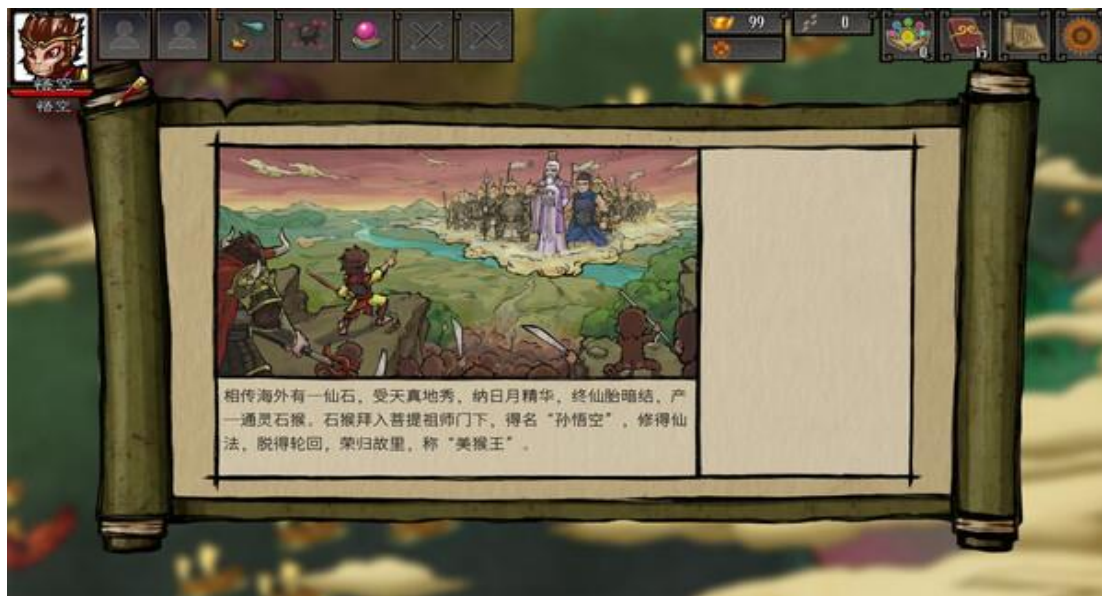 悟空
悟空
99
0
0
15
相传海外有一仙石，受天真地秀，纳日月精华，终仙胎暗结，产
一通灵石猴。石猴拜入菩提祖师门下，得名“孙悟空”，修得仙
法，脱得轮回，荣归故里，称“美猴王”。